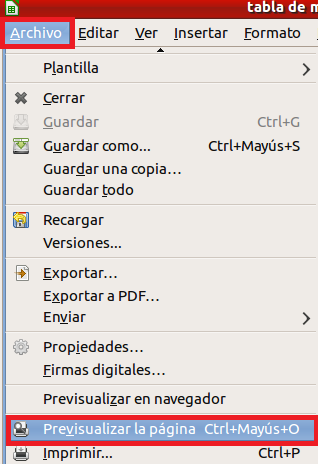 tabla de m
Archivo Editar Ver Insertar Formato
Plantilla
Cerrar
Guardar Ctrl+G
Guardar como... Ctrl+Mayús+S
Guardar una copia...
Guardar todo
Recargar
Versiones...
Exportar...
Exportar a PDF...
Enviar
Propiedades...
Firmas digitales...
Previsualizar en navegador
Previsualizar la página Ctrl+Mayús+O
Imprimir... Ctrl+P